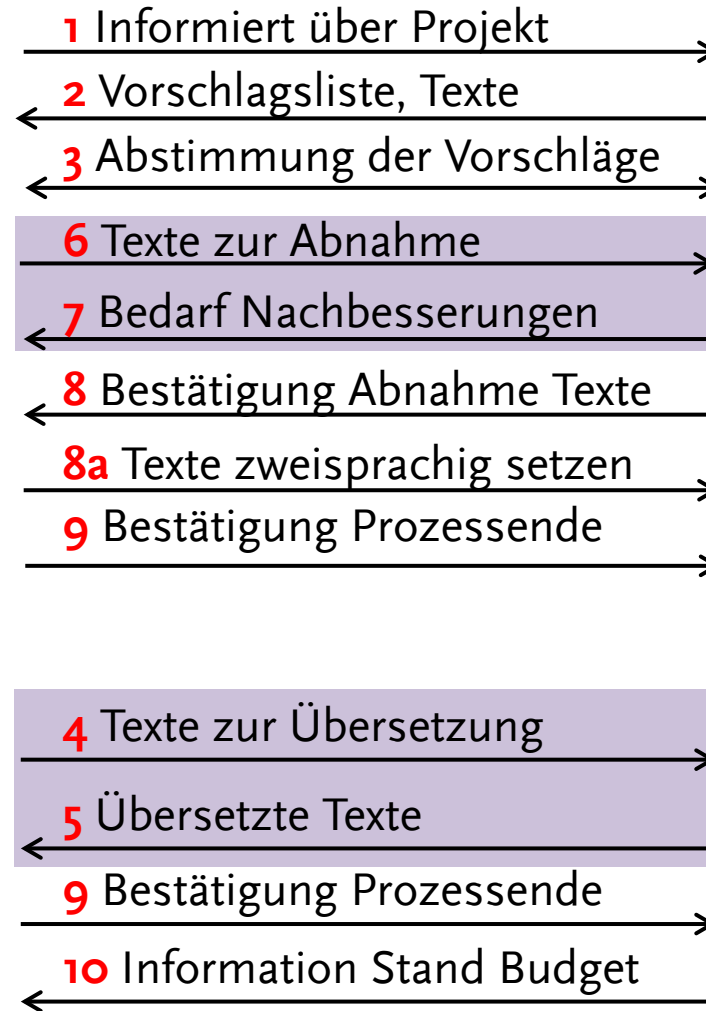 1 Informiert über Projekt
2 Vorschlagsliste, Texte
3 Abstimmung der Vorschläge
6 Texte zur Abnahme
7 Bedarf Nachbesserungen
8 Bestätigung Abnahme Texte
8a Texte zweisprachig setzen
9 Bestätigung Prozessende
4 Texte zur Übersetzung
5 Übersetzte Texte
9 Bestätigung Prozessende
10 Information Stand Budget